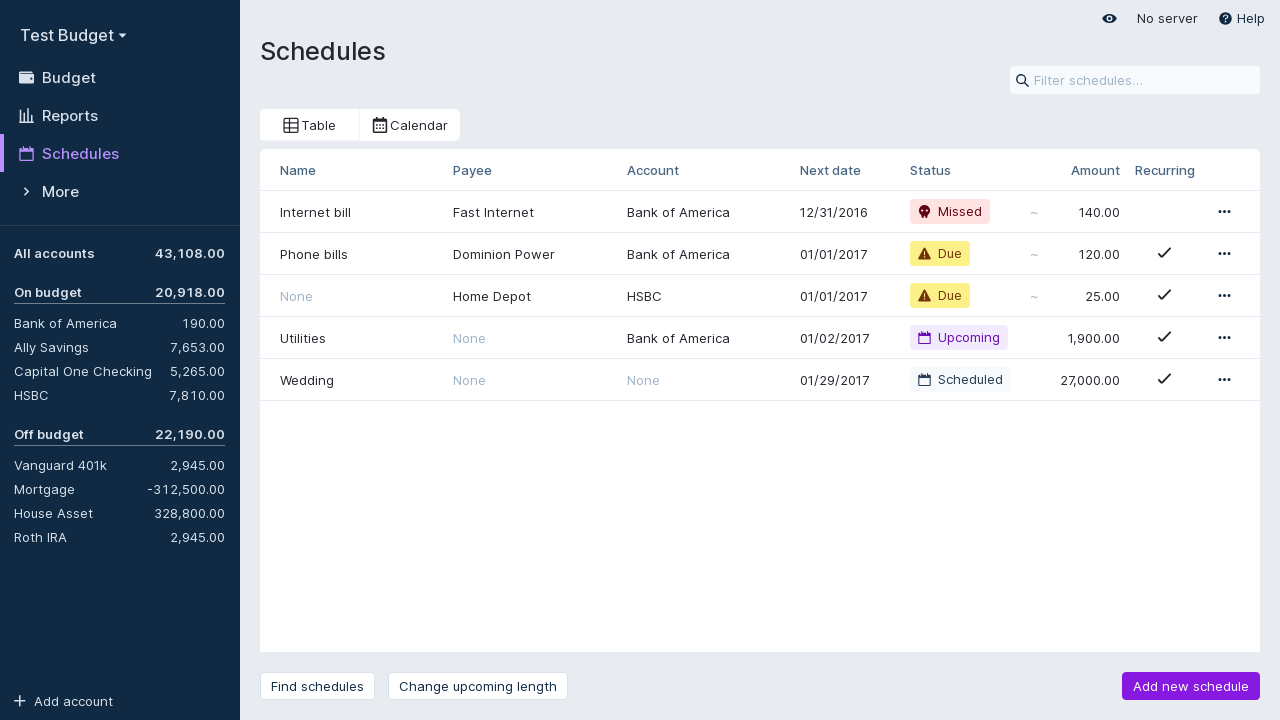 Test Budget
Budget
Reports
Schedules
More
All accounts 43,108.00
On budget 20,918.00
Bank of America 190.00
Ally Savings 7,653.00
Capital One Checking 5,265.00
HSBC 7,810.00
Off budget 22,190.00
Vanguard 401k 2,945.00
Mortgage -312,500.00
House Asset 328,800.00
Roth IRA 2,945.00
Add account
No server Help
Schedules
Filter schedules...
Table Calendar
Name Payee Account Next date Status Amount Recurring
Internet bill Fast Internet Bank of America 12/31/2016 Missed ~ 140.00
Phone bills Dominion Power Bank of America 01/01/2017 Due ~ 120.00
None Home Depot HSBC 01/01/2017 Due ~ 25.00
Utilities None Bank of America 01/02/2017 Upcoming 1,900.00
Wedding None None 01/29/2017 Scheduled 27,000.00
Find schedules Change upcoming length Add new schedule